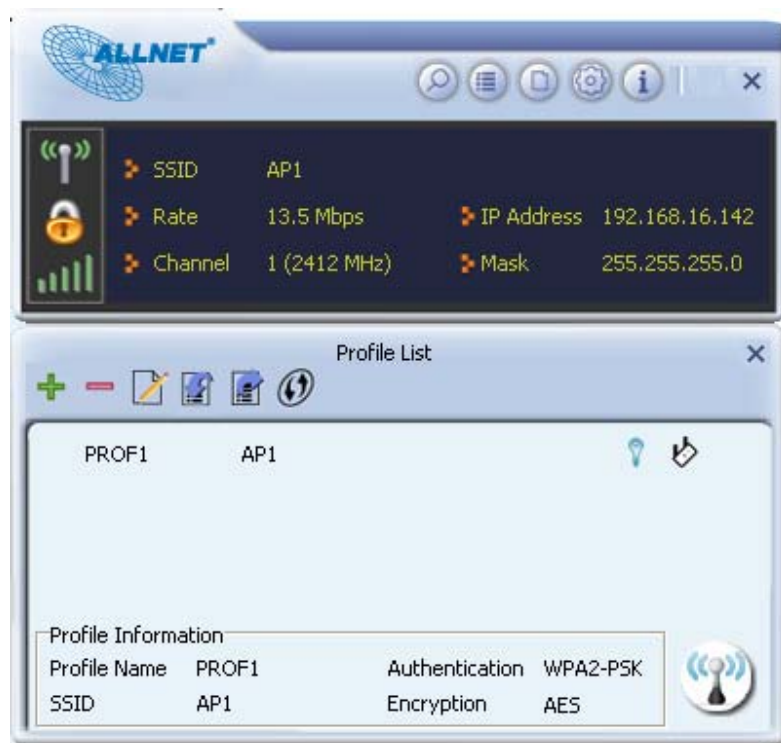 ALLNET
SSID AP1
Rate 13.5 Mbps IP Address 192.168.16.142
Channel 1 (2412 MHz) Mask 255.255.255.0
Profile List
PROF1 AP1
Profile Information
Profile Name PROF1 Authentication WPA2-PSK
SSID AP1 Encryption AES